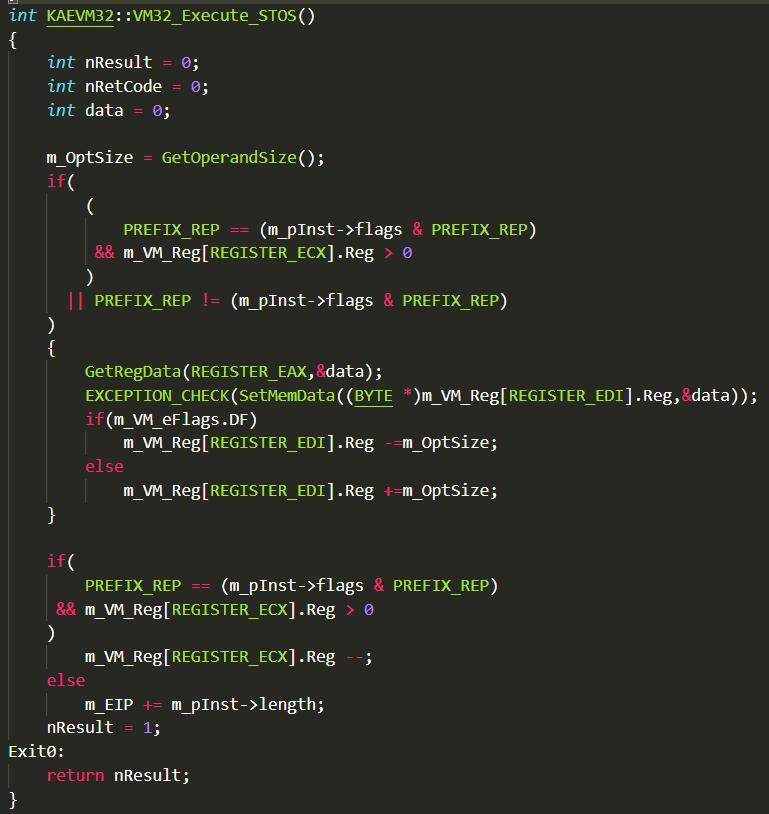 int KAEVM32::VM32_Execute_STOS()
{
    int nResult = 0;
    int nRetCode = 0;
    int data = 0;

    m_OptSize = GetOperandSize();
    if(
        (
            PREFIX_REP == (m_pInst->flags & PREFIX_REP)
         && m_VM_Reg[REGISTER_ECX].Reg > 0
        )
      || PREFIX_REP != (m_pInst->flags & PREFIX_REP)
    )
    {
        GetRegData(REGISTER_EAX,&data);
        EXCEPTION_CHECK(SetMemData((BYTE *)m_VM_Reg[REGISTER_EDI].Reg,&data));
        if(m_VM_eFlags.DF)
            m_VM_Reg[REGISTER_EDI].Reg -=m_OptSize;
        else
            m_VM_Reg[REGISTER_EDI].Reg +=m_OptSize;
    }

    if(
        PREFIX_REP == (m_pInst->flags & PREFIX_REP)
     && m_VM_Reg[REGISTER_ECX].Reg > 0
    )
        m_VM_Reg[REGISTER_ECX].Reg --;
    else
        m_EIP += m_pInst->length;
    nResult = 1;
Exit0:
    return nResult;
}